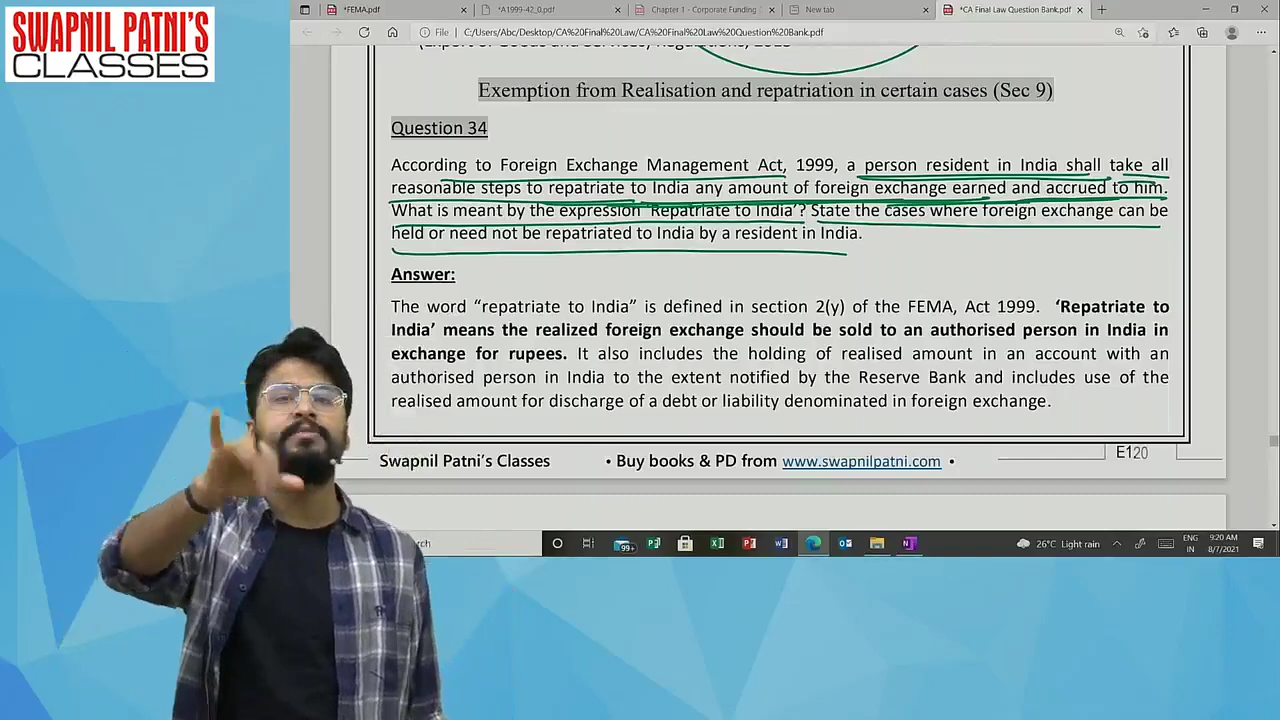 SWAPNIL PATNI'S
CLASSES
*FEMA.pdf
*A1999-42_0.pdf
Chapter 1 - Corporate Funding
New tab
*CA Final Law Question Bank.pdf
File
C:/Users/Abc/Desktop/CA%20Final%20Law/CA%20Final%20Law%20Question%20Bank.pdf
(Export of Goods and Services) Regulations, 2015
Exemption from Realisation and repatriation in certain cases (Sec 9)
Question 34
According to Foreign Exchange Management Act, 1999, a person resident in India shall take all
reasonable steps to repatriate to India any amount of foreign exchange earned and accrued to him.
What is meant by the expression 'Repatriate to India'? State the cases where foreign exchange can be
held or need not be repatriated to India by a resident in India.
Answer:
The word “repatriate to India” is defined in section 2(y) of the FEMA, Act 1999. ‘Repatriate to
India’ means the realized foreign exchange should be sold to an authorised person in India in
exchange for rupees. It also includes the holding of realised amount in an account with an
authorised person in India to the extent notified by the Reserve Bank and includes use of the
realised amount for discharge of a debt or liability denominated in foreign exchange.
Swapnil Patni’s Classes
• Buy books & PD from www.swapnilpatni.com •
E120
rch
99+
26°C Light rain
ENG
IN
9:20 AM
8/7/2021